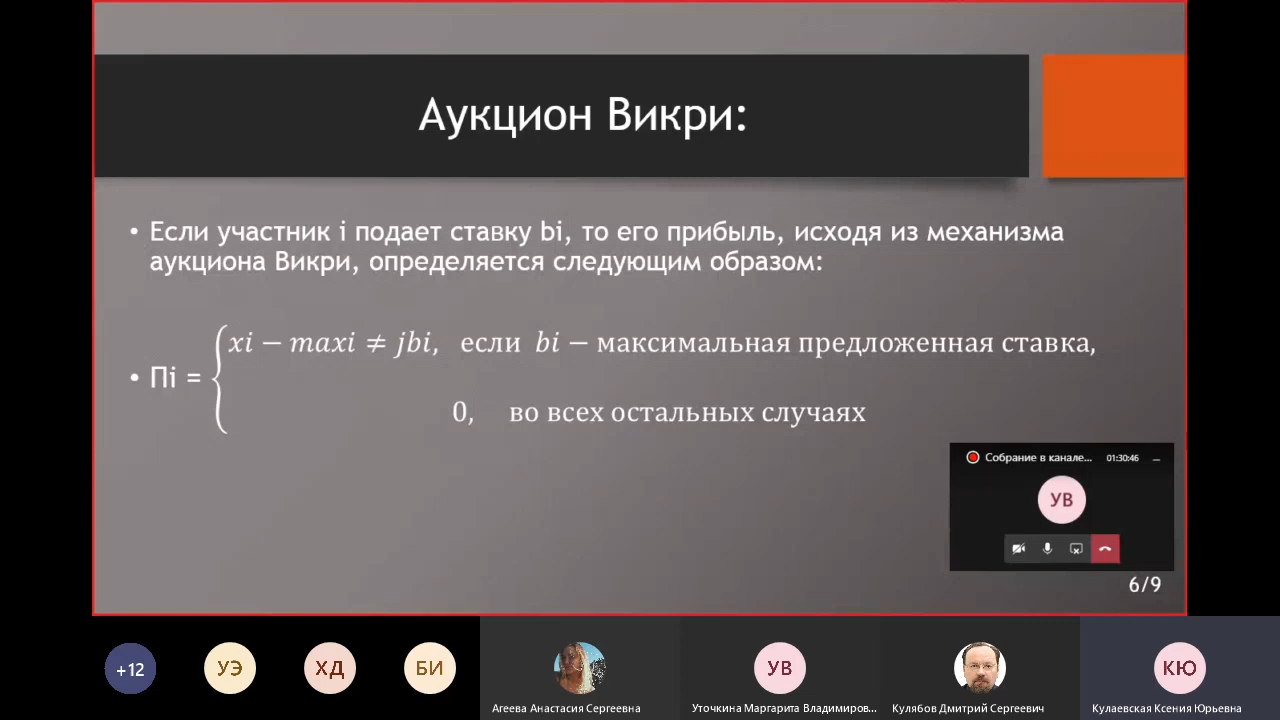 Аукцион Викри:
• Если участник i подает ставку bi, то его прибыль, исходя из механизма
аукциона Викри, определяется следующим образом:
xi − maxi ≠ jbi, если bi − максимальная предложенная ставка,
• Пi = {
0, во всех остальных случаях
Собрание в канале... 01:30:46
УВ
6/9
+12 УЭ ХД БИ УВ КЮ
Агеева Анастасия Сергеевна Уточкина Маргарита Владимиров... Кулябов Дмитрий Сергеевич Кулаевская Ксения Юрьевна